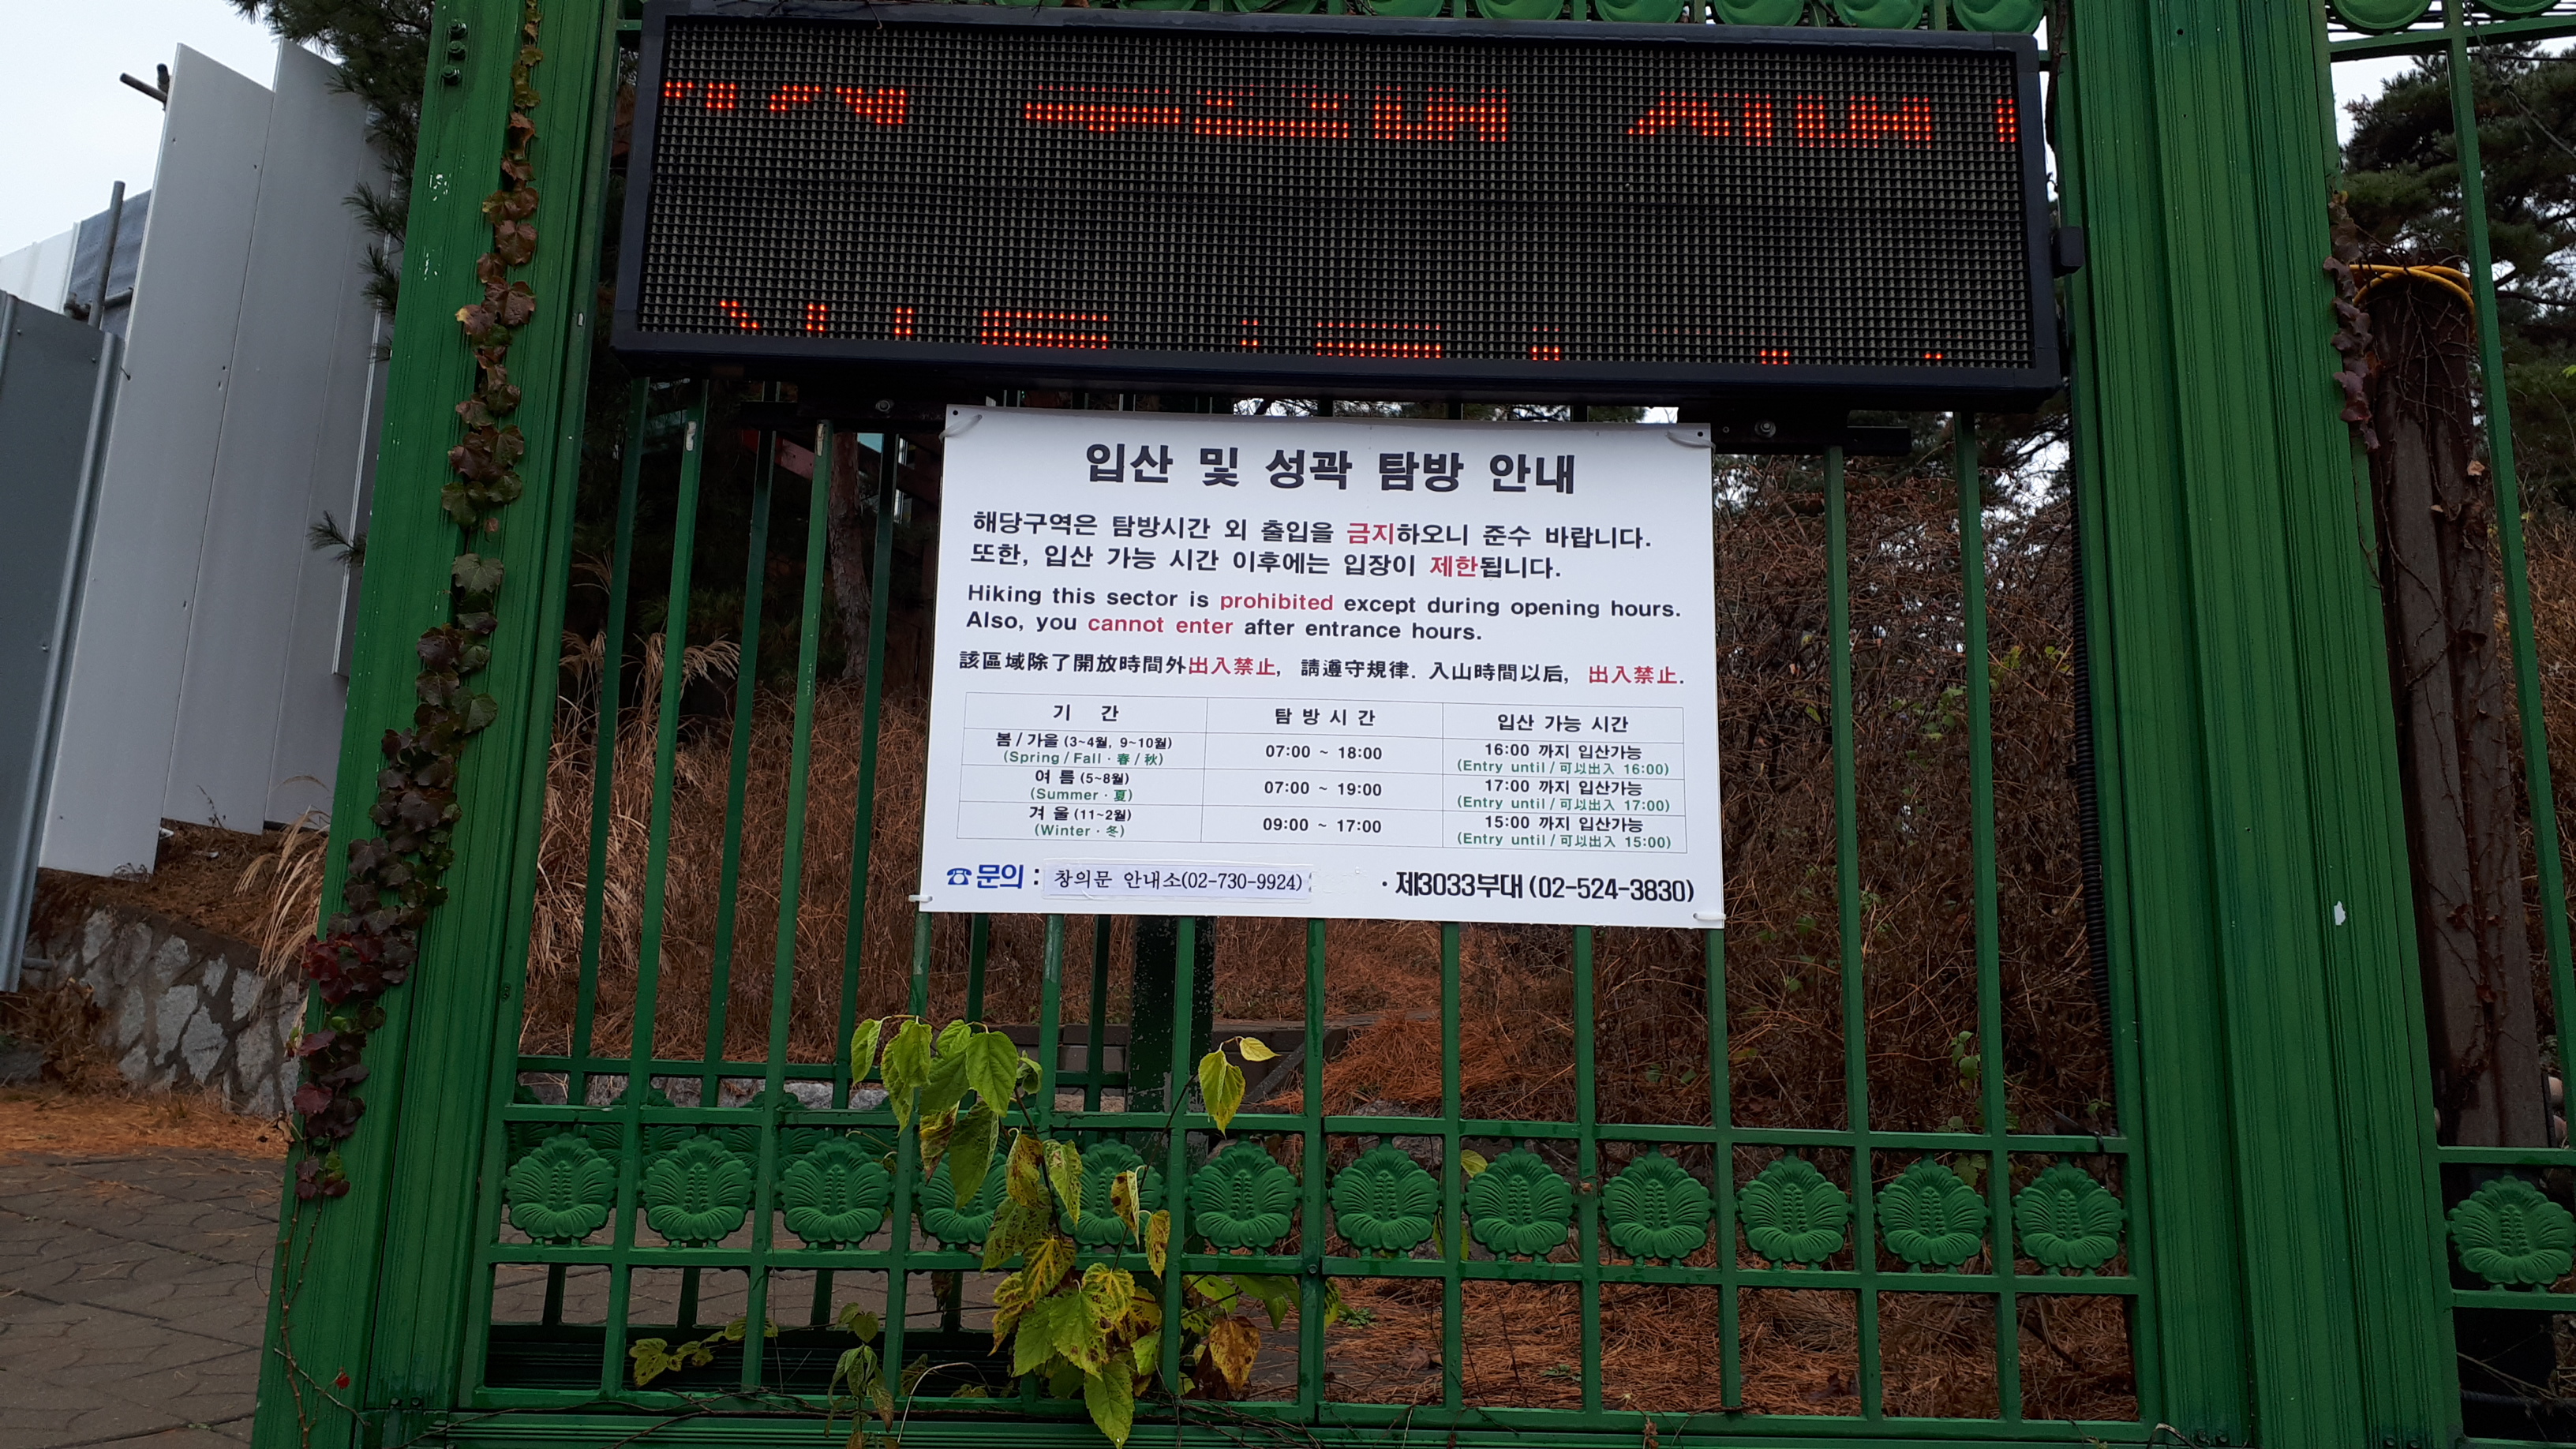 입산 및 성곽 탐방 안내
해당구역은 탐방시간 외 출입을 금지하오니 준수 바랍니다.
또한, 입산 가능 시간 이후에는 입장이 제한됩니다.
Hiking this sector is prohibited except during opening hours.
Also, you cannot enter after entrance hours.
該區域除了開放時間外出入禁止, 請遵守規律. 入山時間以后, 出入禁止.
기 간 탐 방 시 간 입산 가능 시간
봄 / 가을 (3~4월, 9~10월) 07:00 ~ 18:00 16:00 까지 입산가능
(Spring / Fall · 春 / 秋) (Entry until / 可以出入 16:00)
여 름 (5~8월) 07:00 ~ 19:00 17:00 까지 입산가능
(Summer · 夏) (Entry until / 可以出入 17:00)
겨 울 (11~2월) 09:00 ~ 17:00 15:00 까지 입산가능
(Winter · 冬) (Entry until / 可以出入 15:00)
☎문의 : 창의문 안내소(02-730-9924) · 제3033부대 (02-524-3830)